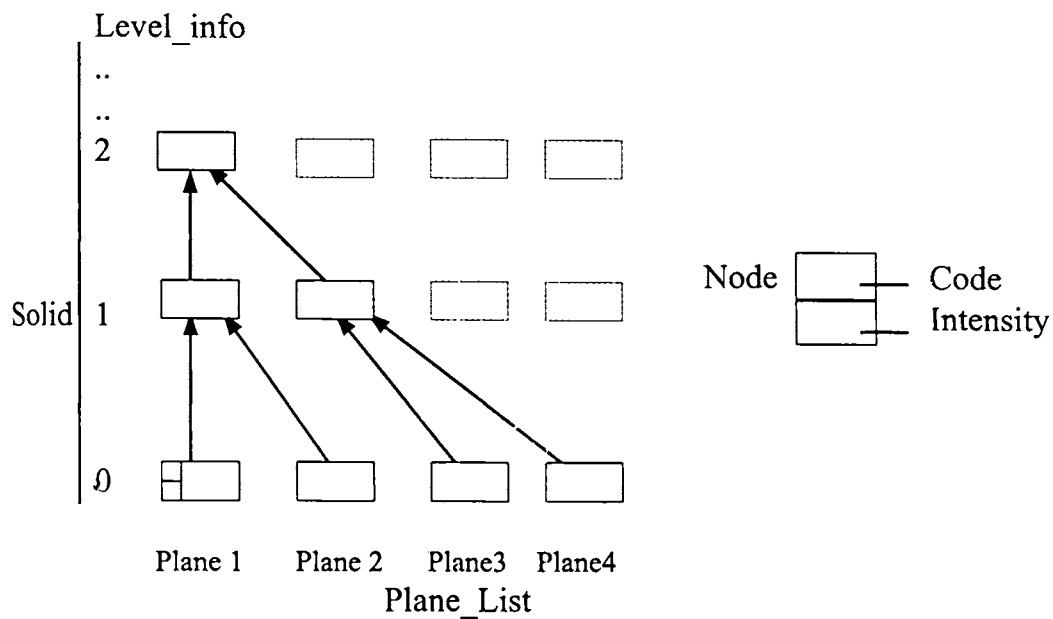 Level_info
..
..
2
Node
Code
Solid
1
Intensity
0
Plane 1
Plane 2
Plane3
Plane4
Plane_List